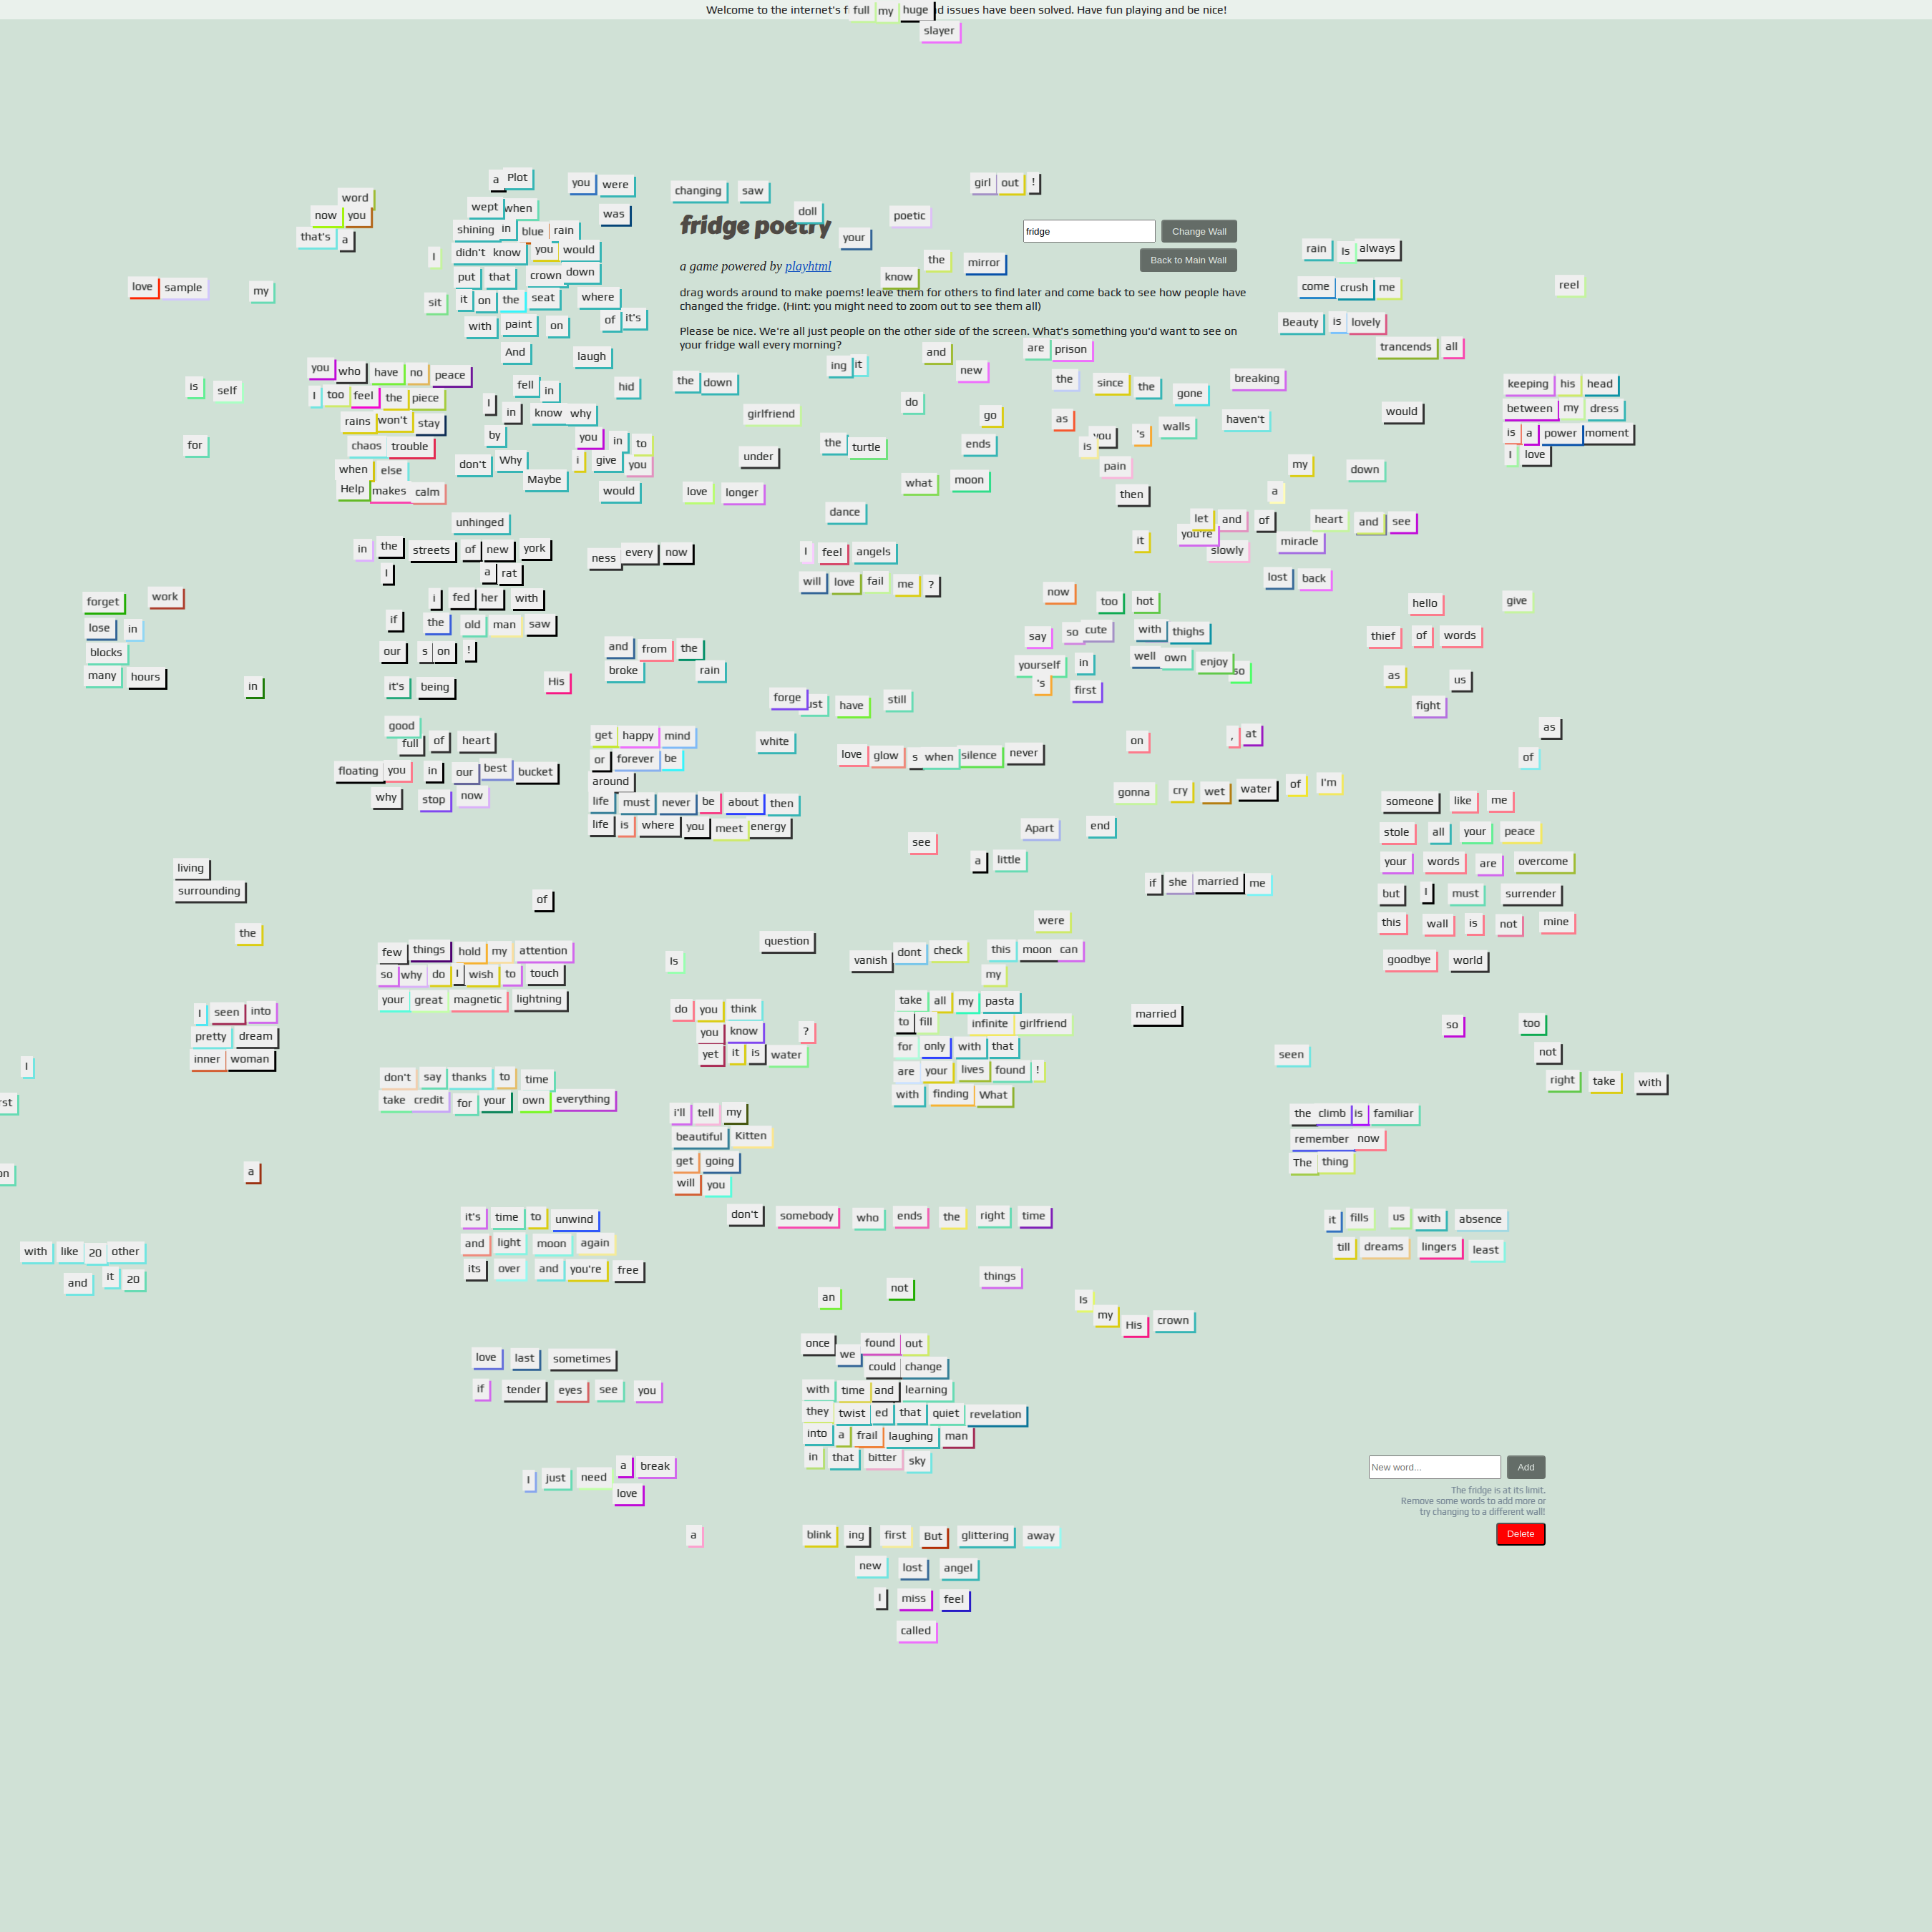 Welcome to the internet's f full my huge d issues have been solved. Have fun playing and be nice!
slayer
a Plot you were
changing saw
girl out !
word
now you
that's a
wept when was
doll
poetic
shining in blue rain
fridge poetry
your
fridge
Change Wall
I didn't know you would
the mirror
Back to Main Wall
rain Is always
a game powered by playhtml
know
put that crown down
love sample my
come crush me
reel
sit it on the seat where
drag words around to make poems! leave them for others to find later and come back to see how people have
changed the fridge. (Hint: you might need to zoom out to see them all)
with paint on of it's
Beauty is lovely
Please be nice. We're all just people on the other side of the screen. What's something you'd want to see on
your fridge wall every morning?
And laugh
and
are prison
trancends all
ing it
new
you who have no peace
I too feel the piece
rains won't stay
chaos trouble
when else
Help makes calm
is self
for
fell in hid
I in know why
by you in to
don't Why i give you
Maybe
would
the down
girlfriend
do
go
the since the gone
breaking
keeping his head
between my dress
is a power moment
I love
as you 's walls haven't
would
is
pain
the turtle
ends
under
my down
love longer
what moon
then
a
dance
unhinged
let and of heart and see
you're
slowly
miracle
it
in the streets of new york
I a rat
ness every now
I feel angels
will love fail me ?
lost back
i fed her with
if the old man saw
our s on !
it's being
His
forget work
lose in
blocks
many hours
in
now
too hot
say so cute with thighs
yourself in well own enjoy so
's first
hello
give
thief of words
as us
fight
and from the
broke rain
forge ust have still
good
full of heart
floating you in our best bucket
why stop now
get happy mind
or forever be
around
life must never be about then
life is where you meet energy
white
love glow s when silence never
on
, at
as
of
gonna cry wet water of I'm
Apart end
see
a little
someone like me
stole all your peace
your words are overcome
but I must surrender
this wall is not mine
goodbye world
living
surrounding
the
of
if she married me
were
question
Is
vanish dont check this moon can
my
few things hold my attention
so why do I wish to touch
your great magnetic lightning
take all my pasta
to fill infinite girlfriend
for only with that
are your lives found !
with finding What
do you think
you know ?
yet it is water
married
I seen into
pretty dream
inner woman
so too
not
right take with
seen
I
rst
don't say thanks to time
take credit for your own everything
i'll tell my
beautiful Kitten
get going
will you
the climb is familiar
remember now
The thing
on
a
it's time to unwind
and light moon again
its over and you're free
don't somebody who ends the right time
it fills us with absence
till dreams lingers least
with like 20 other
and it 20
things
an not
Is
my
His crown
once we found out
could change
with time and learning
they twist ed that quiet revelation
into a frail laughing man
in that bitter sky
love last sometimes
if tender eyes see you
I just need a break
love
New word...
Add
The fridge is at its limit.
Remove some words to add more or
try changing to a different wall!
Delete
a
blink ing first But glittering away
new lost angel
I miss feel
called